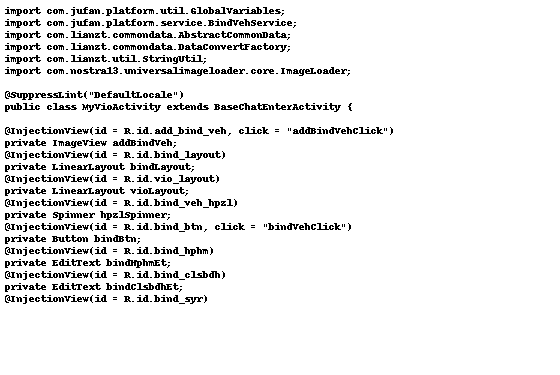 import com.jufan.platform.util.GlobalVariables;
import com.jufan.platform.service.BindVehService;
import com.lianzt.commondata.AbstractCommonData;
import com.lianzt.commondata.DataConvertFactory;
import com.lianzt.util.StringUtil;
import com.nostra13.universalimageloader.core.ImageLoader;
@SuppressLint("DefaultLocale")
public class MyVioActivity extends BaseChatEnterActivity {
@InjectionView(id = R.id.add_bind_veh, click = "addBindVehClick")
private ImageView addBindVeh;
@InjectionView(id = R.id.bind_layout)
private LinearLayout bindLayout;
@InjectionView(id = R.id.vio_layout)
private LinearLayout vioLayout;
@InjectionView(id = R.id.bind_veh_hpzl)
private Spinner hpzlSpinner;
@InjectionView(id = R.id.bind_btn, click = "bindVehClick")
private Button bindBtn;
@InjectionView(id = R.id.bind_hphm)
private EditText bindHphmEt;
@InjectionView(id = R.id.bind_clsbdh)
private EditText bindClsbdhEt;
@InjectionView(id = R.id.bind_syr)